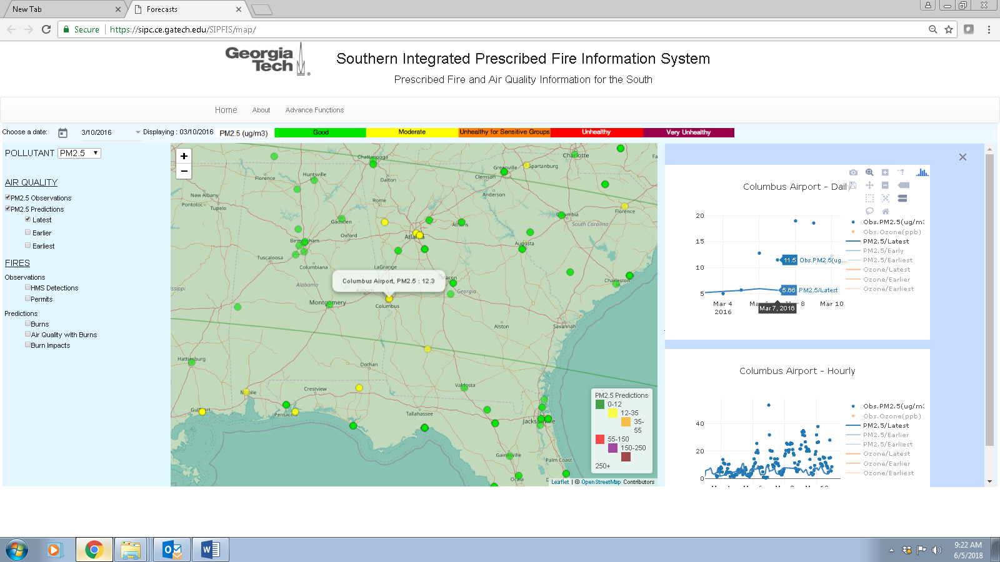 New Tab
Forecasts
Secure
https://sipc.ce.gatech.edu/SIPFIS/map/
Georgia
Tech
Southern Integrated Prescribed Fire Information System
Prescribed Fire and Air Quality Information for the South
Home
About
Advance Functions
Choose a date:
3/10/2016
Displaying : 03/10/2016
PM2.5 (ug/m3)
Good
Moderate
Unhealthy for Sensitive Groups
Unhealthy
Very Unhealthy
POLLUTANT
PM2.5
AIR QUALITY
PM2.5 Observations
PM2.5 Predictions
Latest
Earlier
Earliest
FIRES
Observations
HMS Detections
Permits
Predictions
Burns
Air Quality with Burns
Burn Impacts
+
−
Chattanooga
Charlotte
Greenville
Spartanburg
Huntsville
Florence
Dalton
Clemson
Anderson
New Albany
Pontotoc
Tupelo
Rome
Florence
Gadsden
Columbia
South Carolina
Athens
Oxford
Birmingham
Atlanta
Augusta
Tuscaloosa
LaGrange
Columbiana
Macon
Charleston
Alabama
Auburn
Georgia
issippi
Montgomery
Columbus
Alston
Savannah
Hattiesburg
Dothan
Crestview
Valdosta
Mobile
Gulfport
Pensacola
Tallahassee
Jacksonville
Gainesville
Palm Coast
Ocala
Columbus Airport, PM2.5 : 12.3
PM2.5 Predictions
0-12
12-35
35-
55
55-150
150-250
250+
Leaflet | © OpenStreetMap Contributors
Columbus Airport - Daily
20
15
10
5
Mar 4
2016
Mar 8
Mar 10
11.5
Obs.PM2.5(ug...
5.66
PM2.5/Latest
Mar 7, 2016
Obs.PM2.5(ug/m3
Obs.Ozone(ppb)
PM2.5/Latest
PM2.5/Early
PM2.5/Earliest
Ozone/Latest
Ozone/Earlier
Ozone/Earliest
Columbus Airport - Hourly
40
20
0
Obs.PM2.5(ug/m3
Obs.Ozone(ppb)
PM2.5/Latest
PM2.5/Earlier
PM2.5/Earliest
Ozone/Latest
Ozone/Earlier
Ozone/Earliest
9:22 AM
6/5/2018